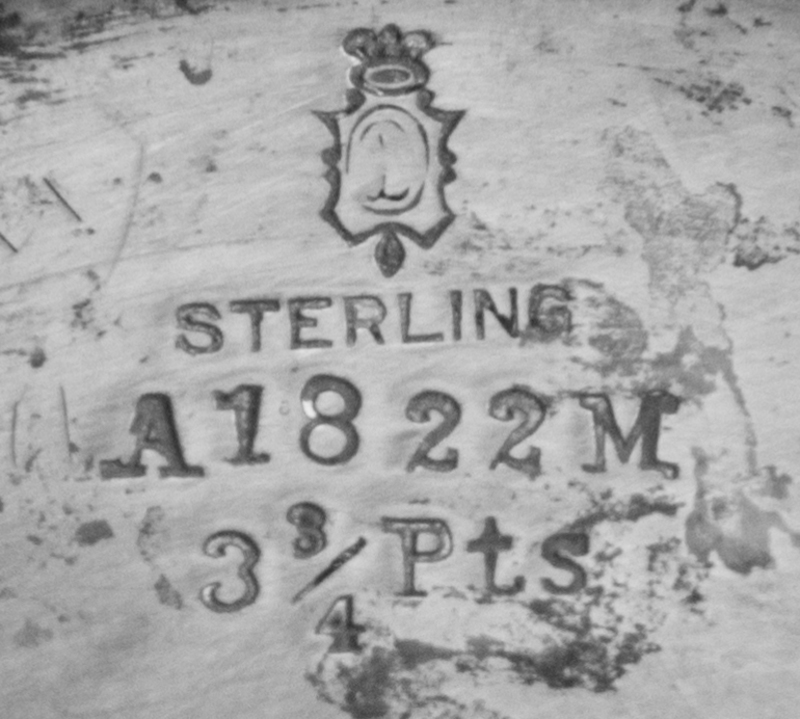 STERLING
A1822M
3 3/4 Pts